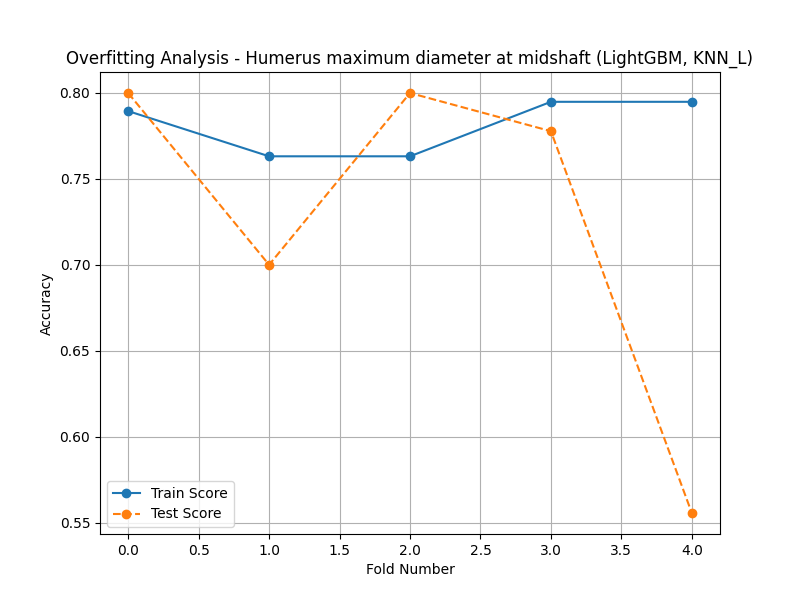 Overfitting Analysis - Humerus maximum diameter at midshaft (LightGBM, KNN_L)
0.80
0.75
0.70
0.65
0.60
0.55
Accuracy
Train Score
Test Score
0.0 0.5 1.0 1.5 2.0 2.5 3.0 3.5 4.0
Fold Number